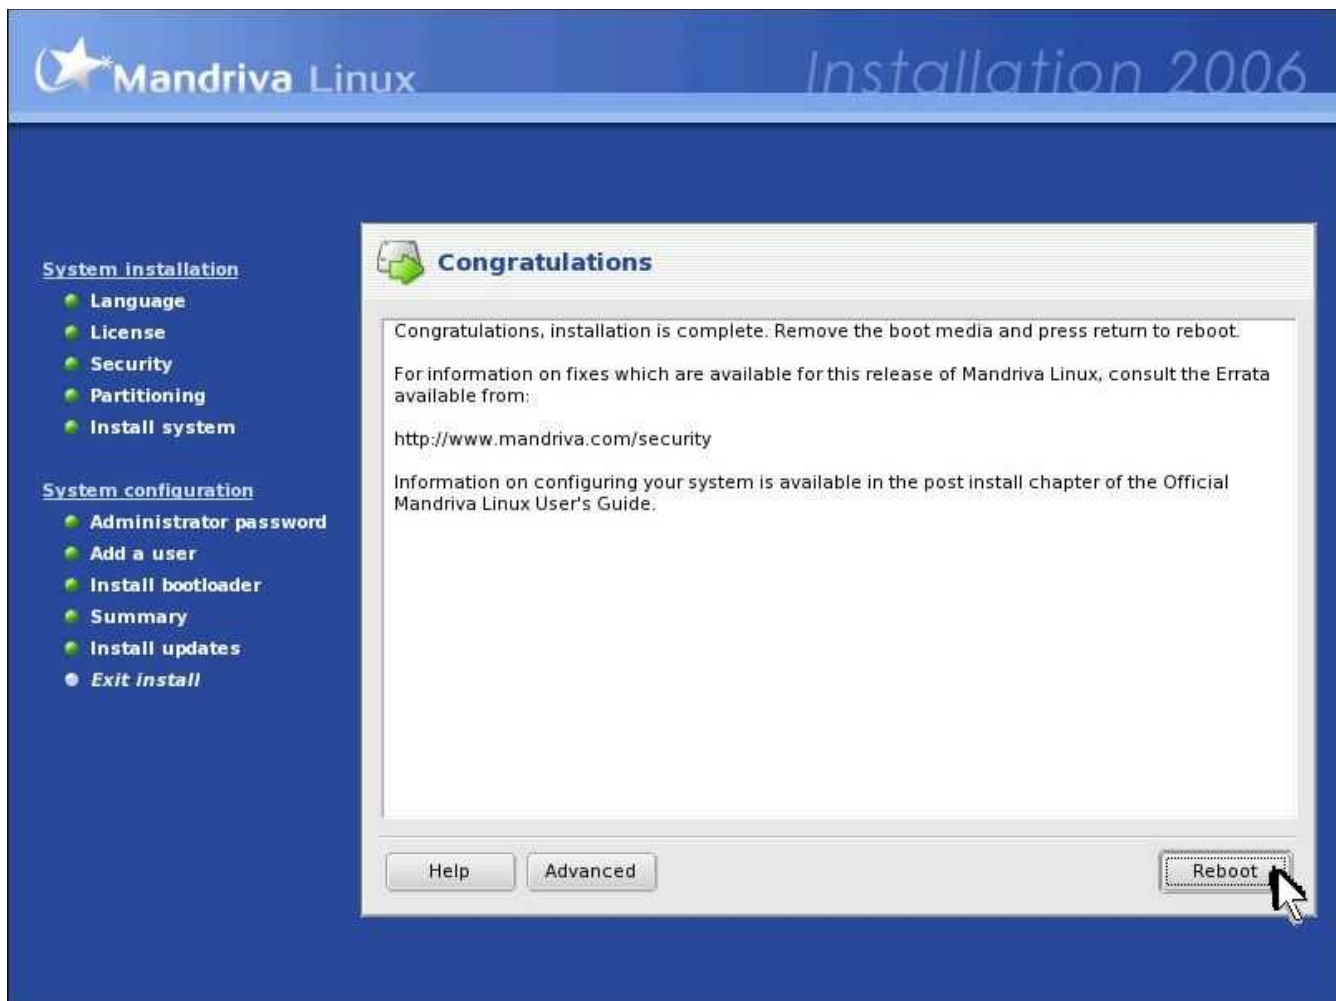 Mandriva Linux
Installation 2006
System installation
Language
License
Security
Partitioning
Install system
System configuration
Administrator password
Add a user
Install bootloader
Summary
Install updates
Exit install
Congratulations
Congratulations, installation is complete. Remove the boot media and press return to reboot.
For information on fixes which are available for this release of Mandriva Linux, consult the Errata
available from:
http://www.mandriva.com/security
Information on configuring your system is available in the post install chapter of the Official
Mandriva Linux User's Guide.
Help
Advanced
Reboot